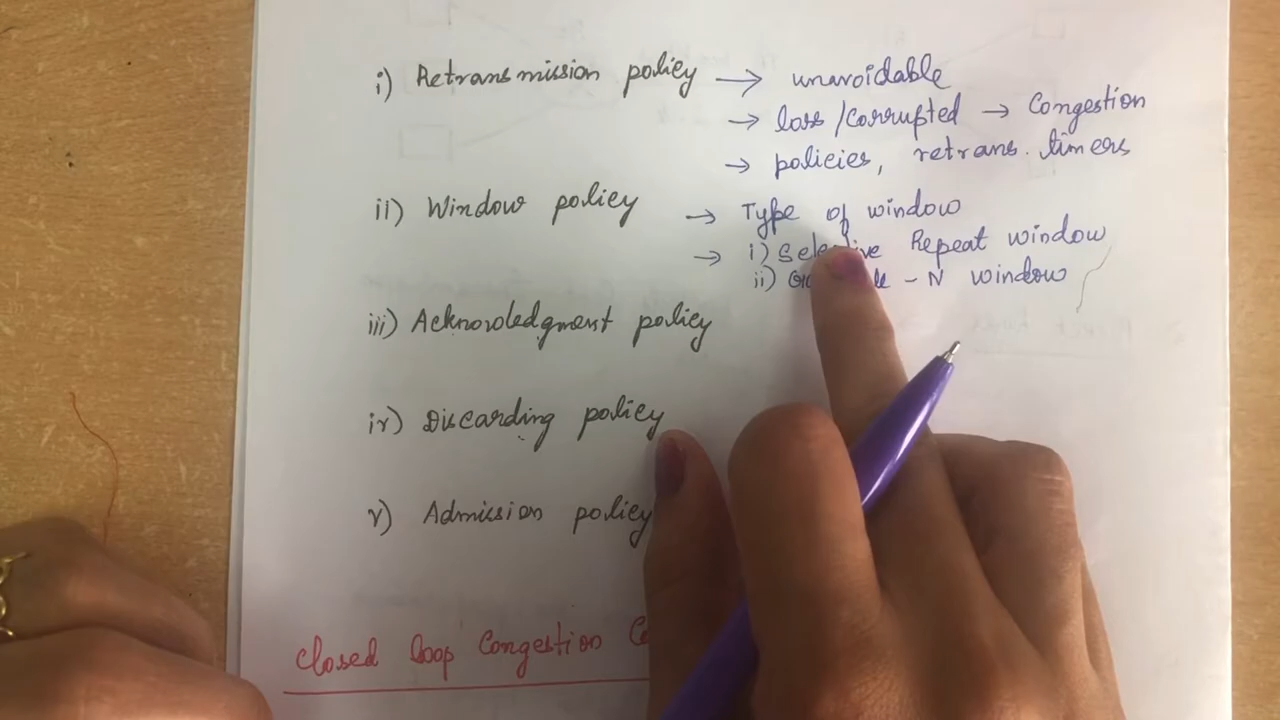 i) Retransmission policy → unavoidable
→ loss/corrupted → Congestion
→ policies, retrans. timers
ii) Window policy → Type of window
→ i) Selective Repeat window
ii) - N window
iii) Acknowledgment policy
iv) Discarding policy
v) Admission policy
Closed loop Congestion